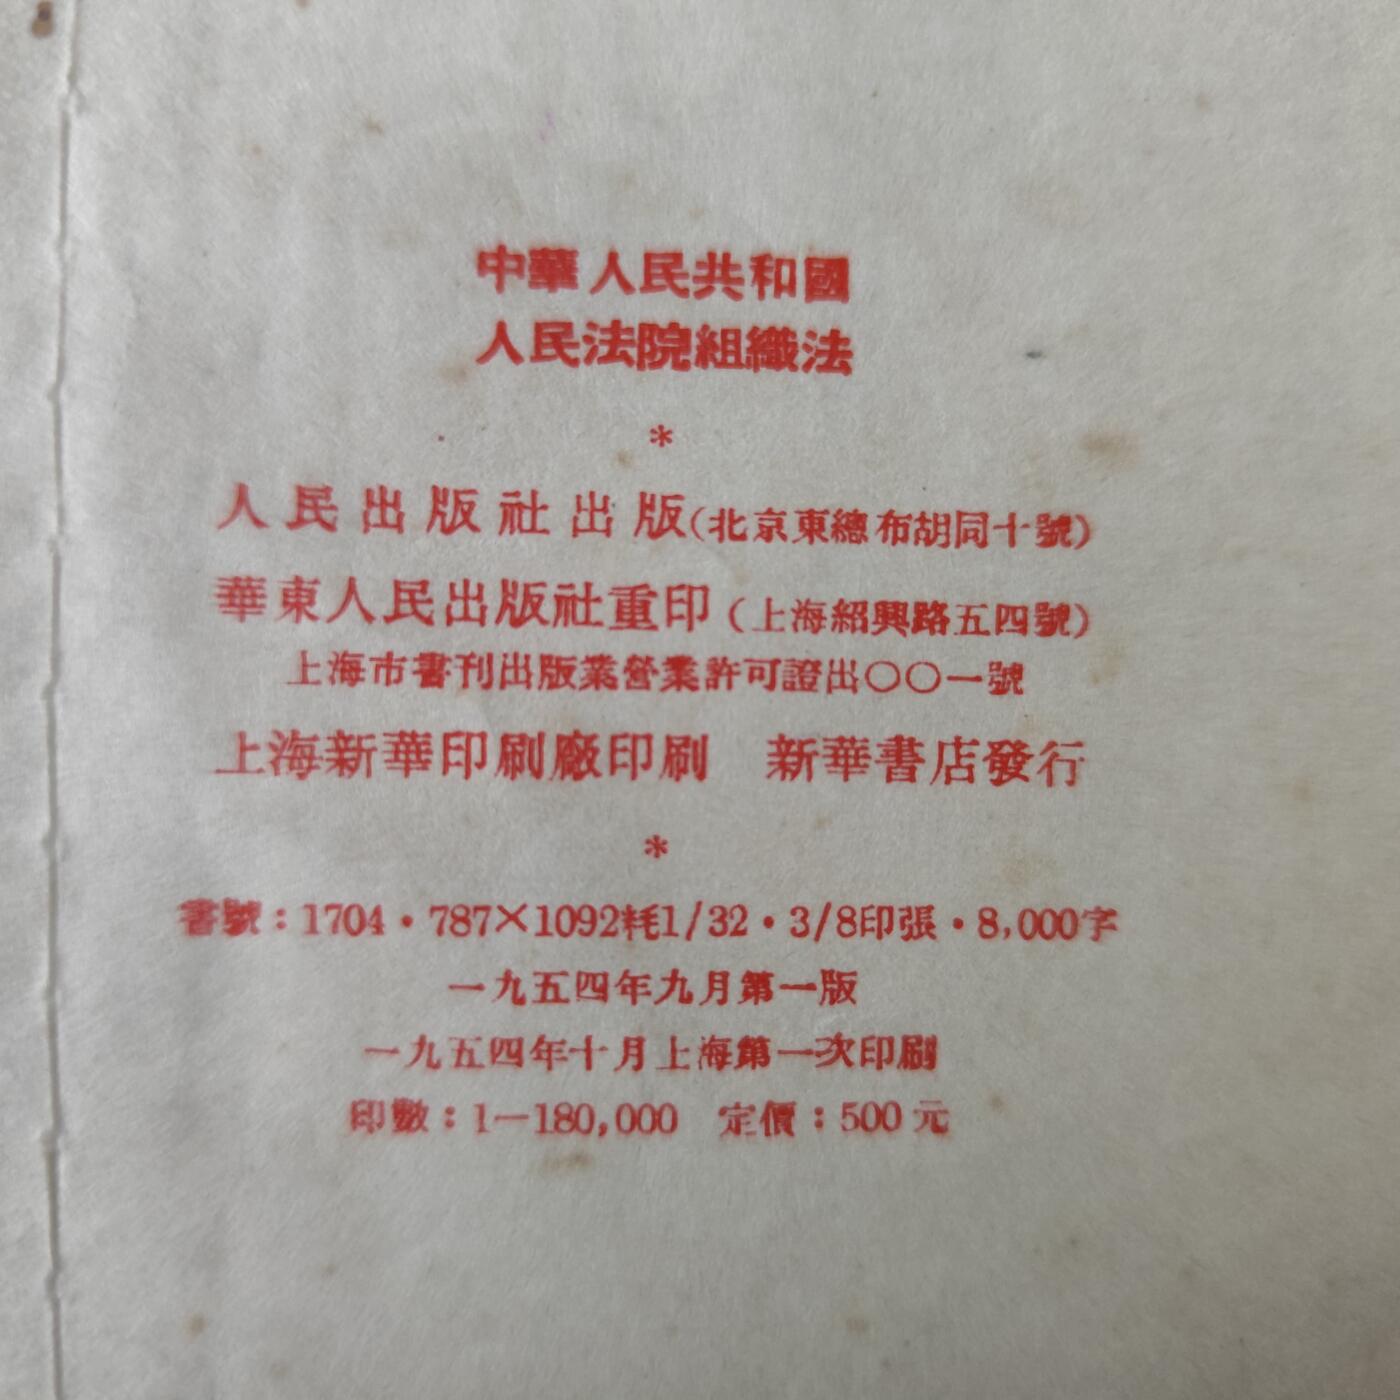 中華人民共和國
人民法院組織法
*
人民出版社出版(北京東總布胡同十號)
華東人民出版社重印(上海紹興路五四號)
上海市書刊出版業營業許可證出〇〇一號
上海新華印刷廠印刷　新華書店發行
*
書號:1704·787×1092耗1/32·3/8印張·8,000字
一九五四年九月第一版
一九五四年十月上海第一次印刷
印數:1—180,000　定價:500元